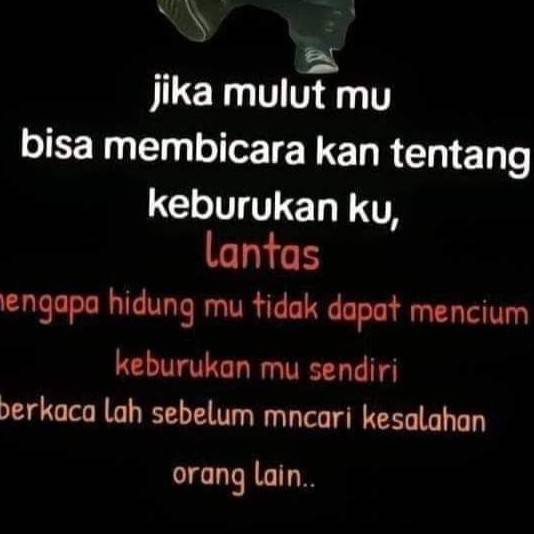 jika mulut mu
bisa membicara kan tentang
keburukan ku,
lantas
mengapa hidung mu tidak dapat mencium
keburukan mu sendiri
berkaca lah sebelum mncari kesalahan
orang lain..